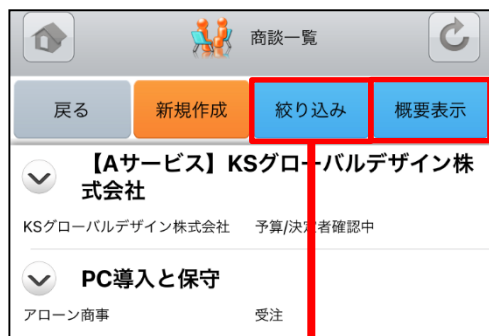 商談一覧
戻る 新規作成 絞り込み 概要表示
【Aサービス】KSグローバルデザイン株
式会社
KSグローバルデザイン株式会社 予算/決定者確認中
PC導入と保守
アローン商事 受注